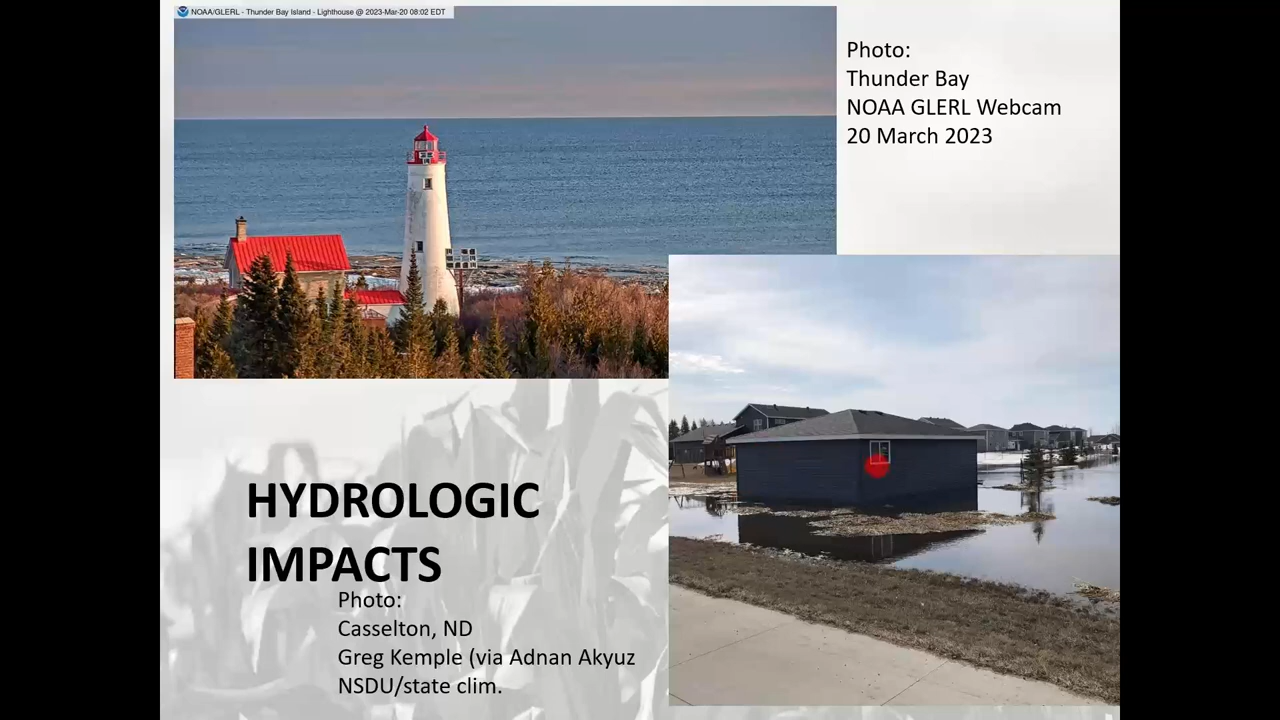 NOAA/GLERL - Thunder Bay Island - Lighthouse @ 2023-Mar-20 08:02 EDT
Photo:
Thunder Bay
NOAA GLERL Webcam
20 March 2023
HYDROLOGIC
IMPACTS
Photo:
Casselton, ND
Greg Kemple (via Adnan Akyuz
NSDU/state clim.